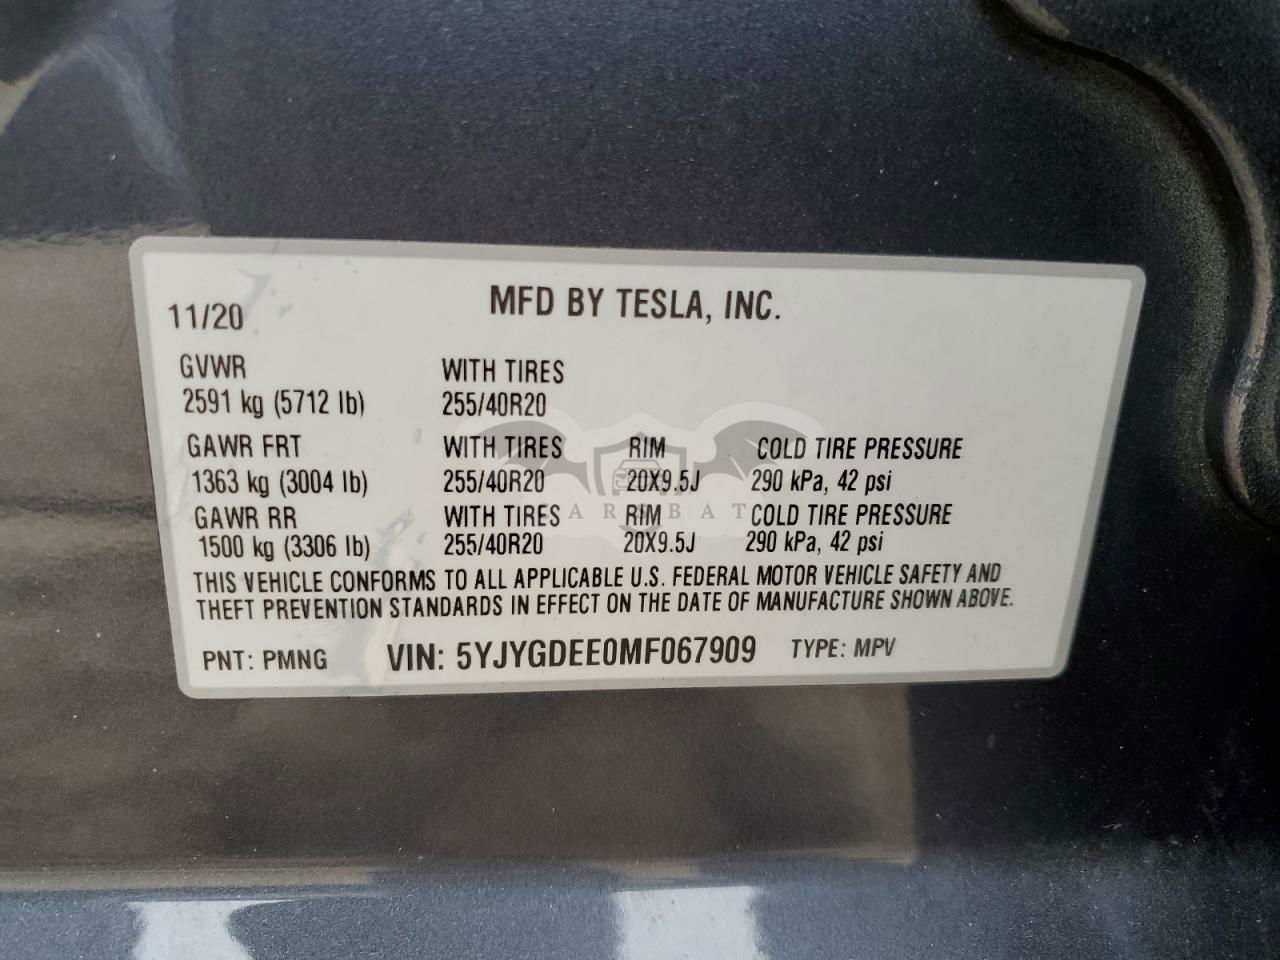 MFD BY TESLA, INC.
11/20
GVWR WITH TIRES
2591 kg (5712 lb) 255/40R20
GAWR FRT WITH TIRES RIM COLD TIRE PRESSURE
1363 kg (3004 lb) 255/40R20 20X9.5J 290 kPa, 42 psi
GAWR RR WITH TIRES RIM COLD TIRE PRESSURE
1500 kg (3306 lb) 255/40R20 20X9.5J 290 kPa, 42 psi
THIS VEHICLE CONFORMS TO ALL APPLICABLE U.S. FEDERAL MOTOR VEHICLE SAFETY AND
THEFT PREVENTION STANDARDS IN EFFECT ON THE DATE OF MANUFACTURE SHOWN ABOVE.
PNT: PMNG VIN: 5YJYGDEE0MF067909 TYPE: MPV